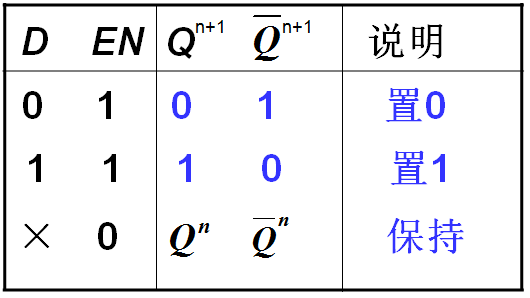 D EN Qⁿ⁺¹ Q̅ⁿ⁺¹ 说明
0 1 0 1 置0
1 1 1 0 置1
× 0 Qⁿ Q̅ⁿ 保持